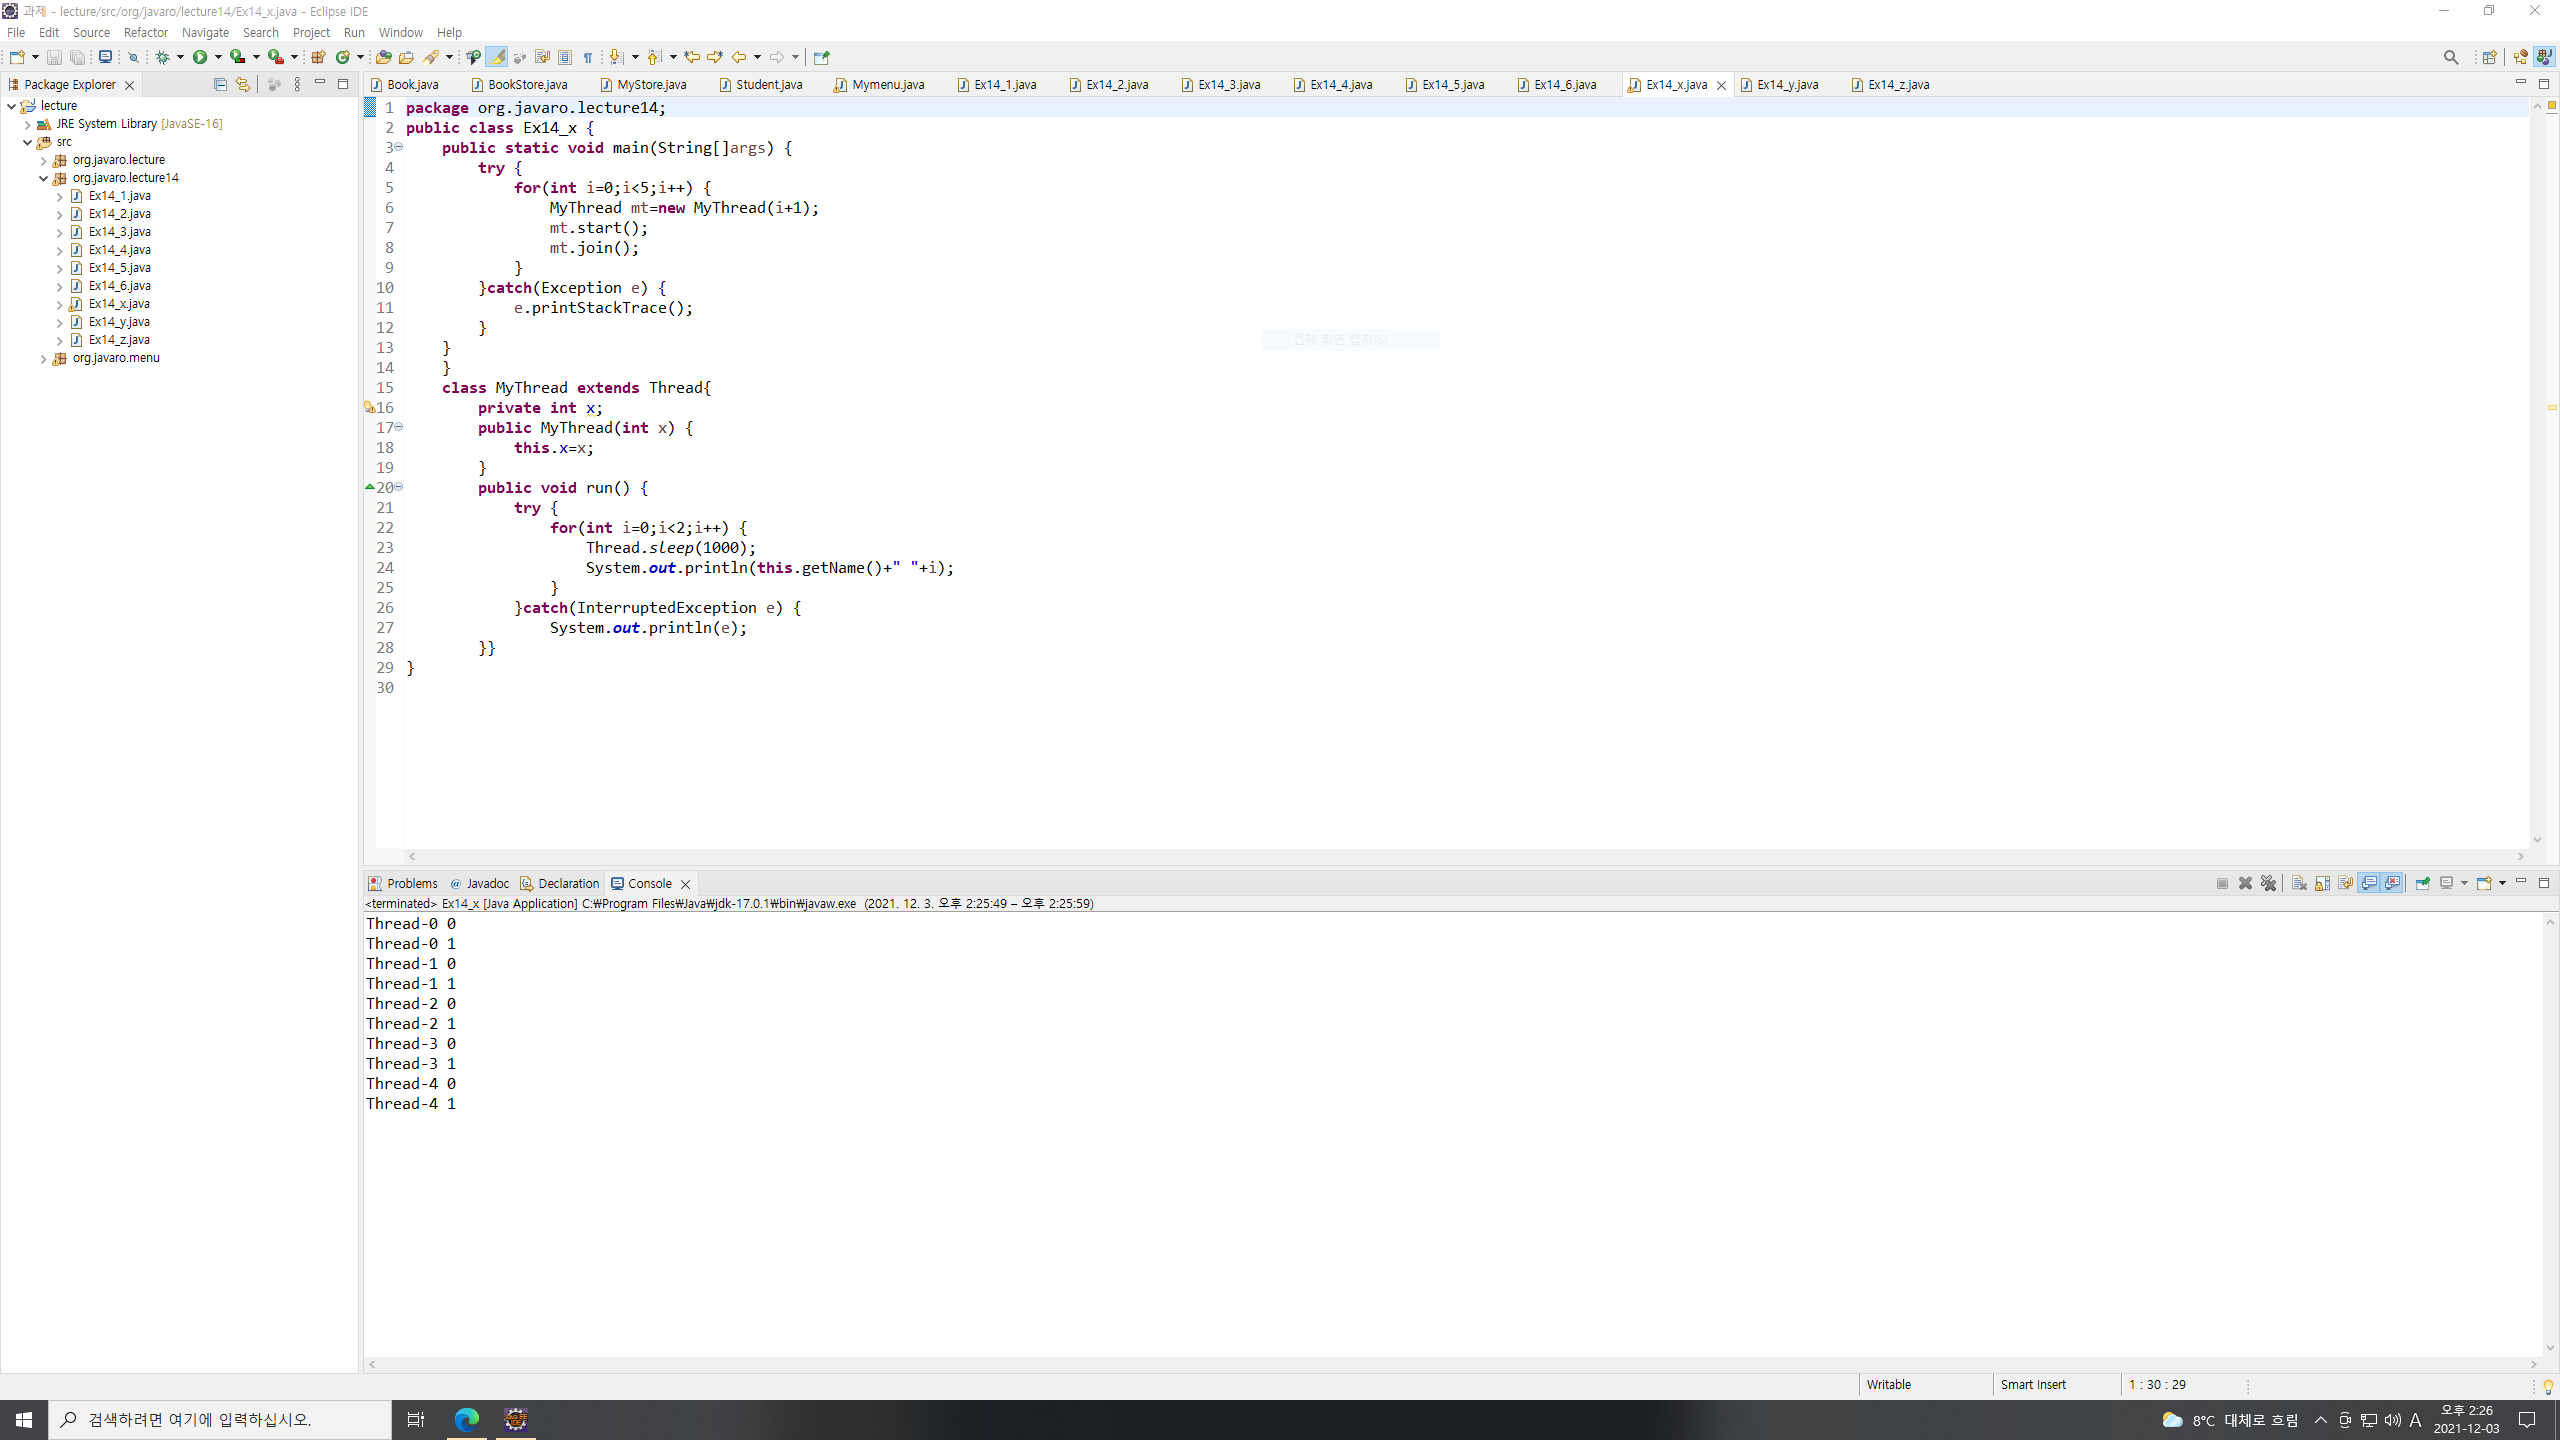 과제 - lecture/src/org/javaro/lecture14/Ex14_x.java - Eclipse IDE
File Edit Source Refactor Navigate Search Project Run Window Help
Package Explorer
lecture
JRE System Library [JavaSE-16]
src
org.javaro.lecture
org.javaro.lecture14
Ex14_1.java
Ex14_2.java
Ex14_3.java
Ex14_4.java
Ex14_5.java
Ex14_6.java
Ex14_x.java
Ex14_y.java
Ex14_z.java
org.javaro.menu
Book.java BookStore.java MyStore.java Student.java Mymenu.java Ex14_1.java Ex14_2.java Ex14_3.java Ex14_4.java Ex14_5.java Ex14_6.java Ex14_x.java Ex14_y.java Ex14_z.java
1 package org.javaro.lecture14;
2 public class Ex14_x {
3 public static void main(String[]args) {
4 try {
5 for(int i=0;i<5;i++) {
6 MyThread mt=new MyThread(i+1);
7 mt.start();
8 mt.join();
9 }
10 }catch(Exception e) {
11 e.printStackTrace();
12 }
13 }
14 }
15 class MyThread extends Thread{
16 private int x;
17 public MyThread(int x) {
18 this.x=x;
19 }
20 public void run() {
21 try {
22 for(int i=0;i<2;i++) {
23 Thread.sleep(1000);
24 System.out.println(this.getName()+" "+i);
25 }
26 }catch(InterruptedException e) {
27 System.out.println(e);
28 }}
29 }
30
전체 화면 캡처(S)
Problems Javadoc Declaration Console
<terminated> Ex14_x [Java Application] C:₩Program Files₩Java₩jdk-17.0.1₩bin₩javaw.exe (2021. 12. 3. 오후 2:25:49 – 오후 2:25:59)
Thread-0 0
Thread-0 1
Thread-1 0
Thread-1 1
Thread-2 0
Thread-2 1
Thread-3 0
Thread-3 1
Thread-4 0
Thread-4 1
Writable Smart Insert 1 : 30 : 29
검색하려면 여기에 입력하십시오.
8°C 대체로 흐림 A 오후 2:26
2021-12-03